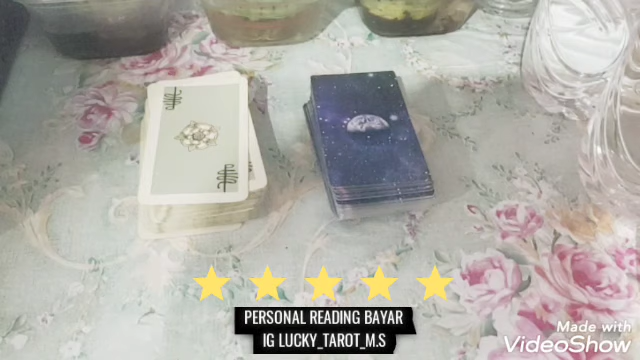 PERSONAL READING BAYAR
IG LUCKY_TAROT_M.S
Made with
VideoShow